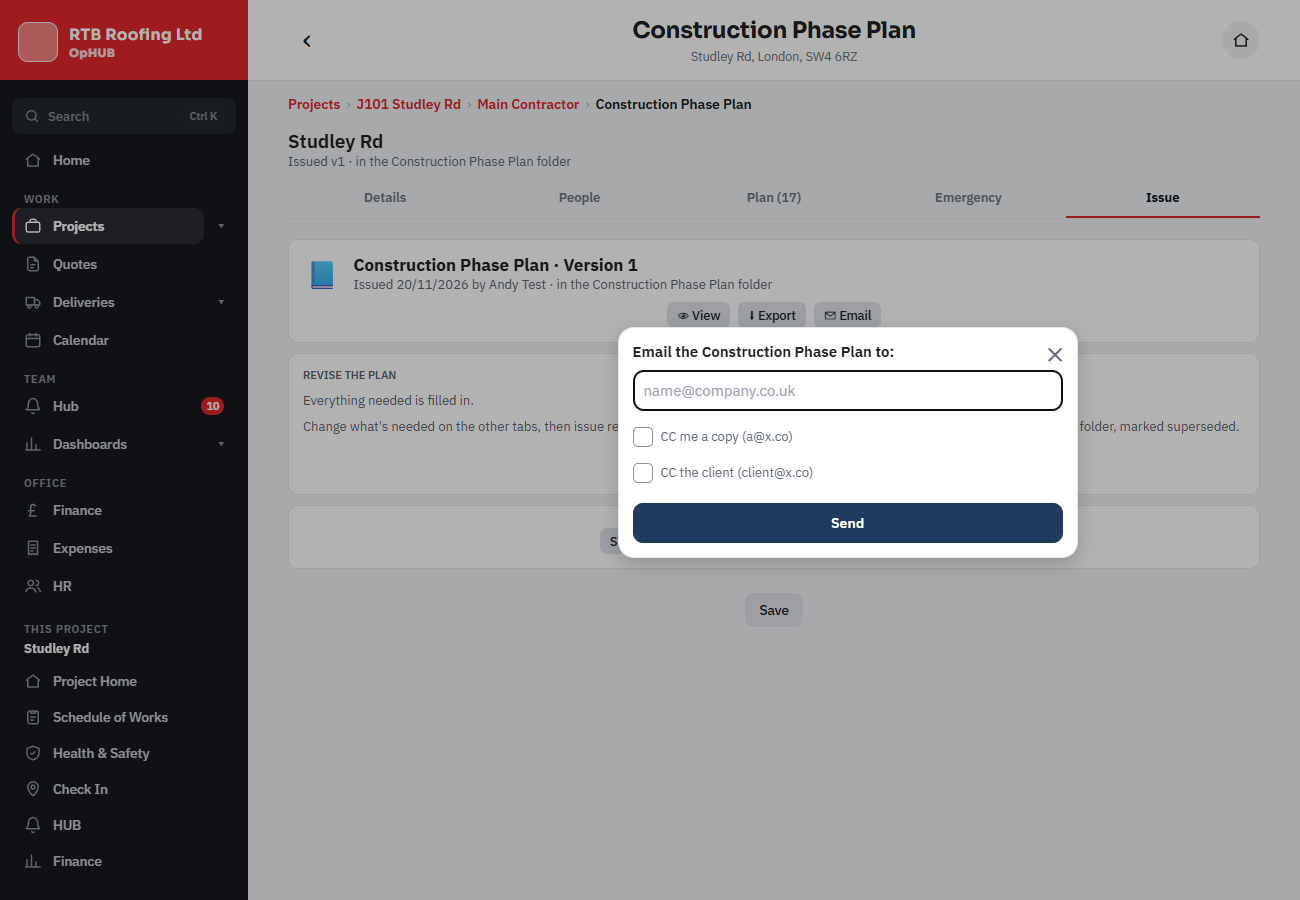 RTB Roofing Ltd
OpHUB
Search Ctrl K
Home
WORK
Projects
Quotes
Deliveries
Calendar
TEAM
Hub 10
Dashboards
OFFICE
Finance
Expenses
HR
THIS PROJECT
Studley Rd
Project Home
Schedule of Works
Health & Safety
Check In
HUB
Finance
Construction Phase Plan
Studley Rd, London, SW4 6RZ
Projects › J101 Studley Rd › Main Contractor › Construction Phase Plan
Studley Rd
Issued v1 · in the Construction Phase Plan folder
Details People Plan (17) Emergency Issue
Construction Phase Plan · Version 1
Issued 20/11/2026 by Andy Test · in the Construction Phase Plan folder
View Export Email
REVISE THE PLAN
Everything needed is filled in.
Change what's needed on the other tabs, then issue re
folder, marked superseded.
Email the Construction Phase Plan to:
name@company.co.uk
CC me a copy (a@x.co)
CC the client (client@x.co)
Send
S
Save